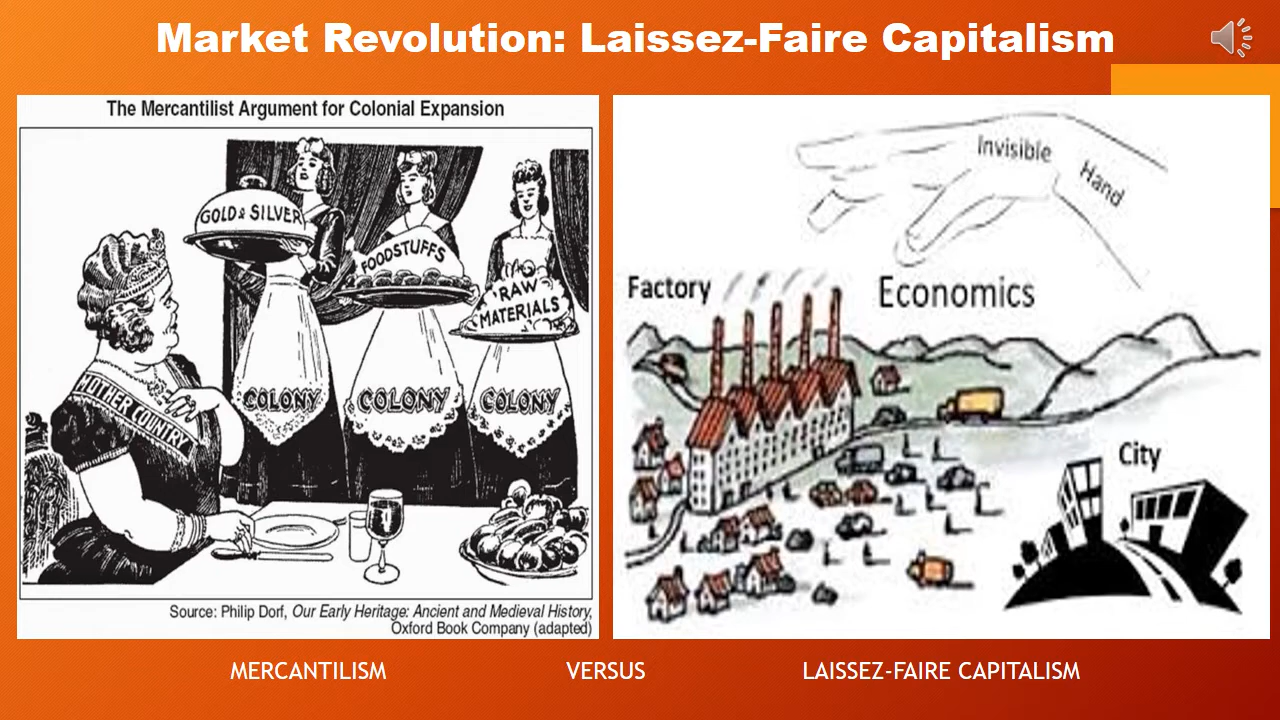 Market Revolution: Laissez-Faire Capitalism
The Mercantilist Argument for Colonial Expansion
GOLD & SILVER
FOODSTUFFS
RAW
MATERIALS
MOTHER COUNTRY
COLONY
COLONY
COLONY
Source: Philip Dorf, Our Early Heritage: Ancient and Medieval History,
Oxford Book Company (adapted)
Invisible
Hand
Factory
Economics
City
MERCANTILISM VERSUS LAISSEZ-FAIRE CAPITALISM